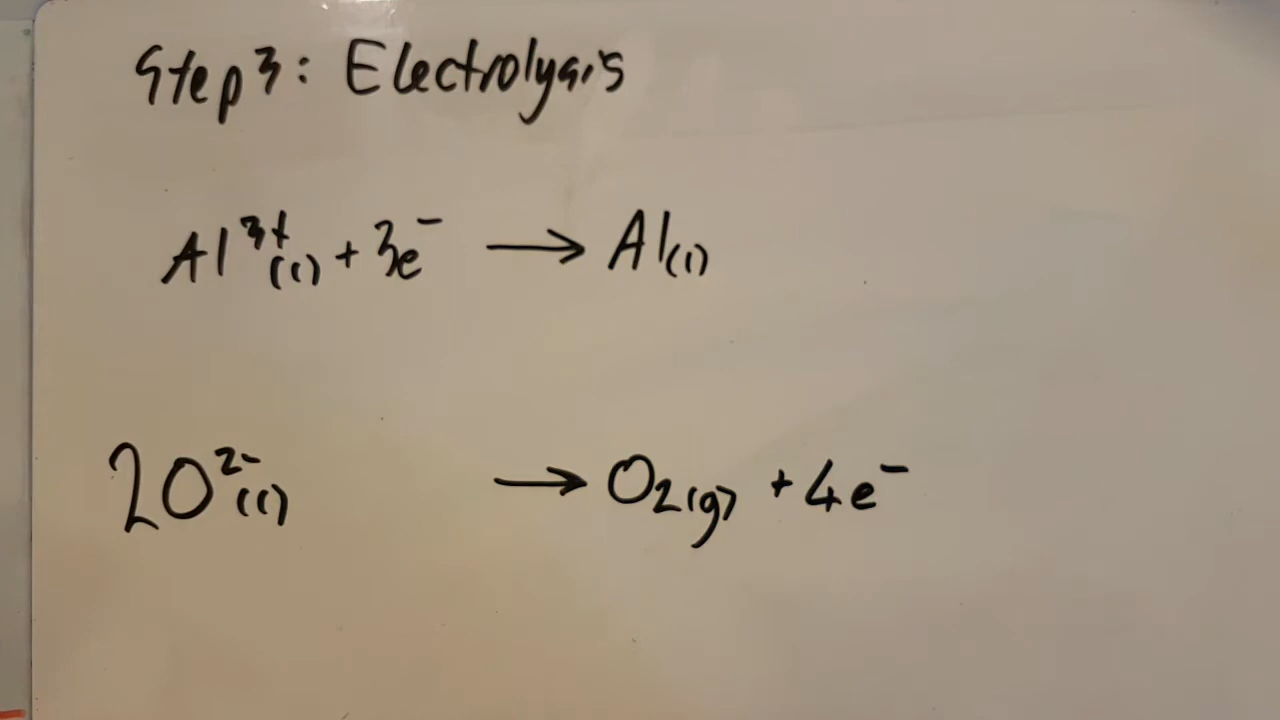 Step 3: Electrolysis
Al³⁺(l) + 3e⁻ → Al(l)
2O²⁻(l) → O₂(g) + 4e⁻